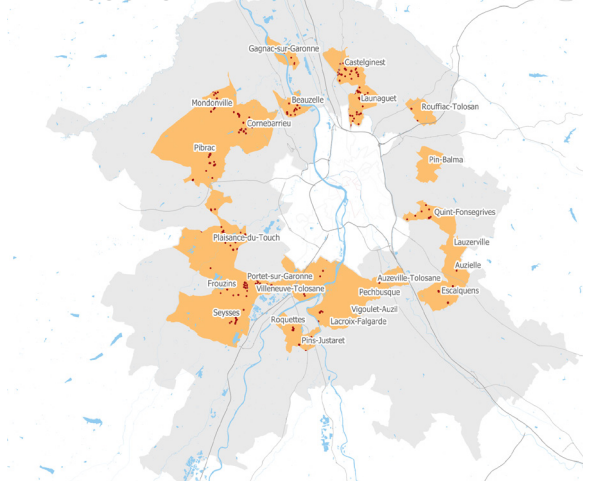 Gagnac-sur-Garonne
Castelginest
Mondonville
Beauzelle
Launaguet
Rouffiac-Tolosan
Cornebarrieu
Pibrac
Pin-Balma
Quint-Fonsegrives
Plaisance-du-Touch
Lauzerville
Auzielle
Portet-sur-Garonne
Auzeville-Tolosane
Frouzins
Villeneuve-Tolosane
Pechbusque
Escalquens
Seysses
Vigoulet-Auzil
Roquettes
Lacroix-Falgarde
Pins-Justaret